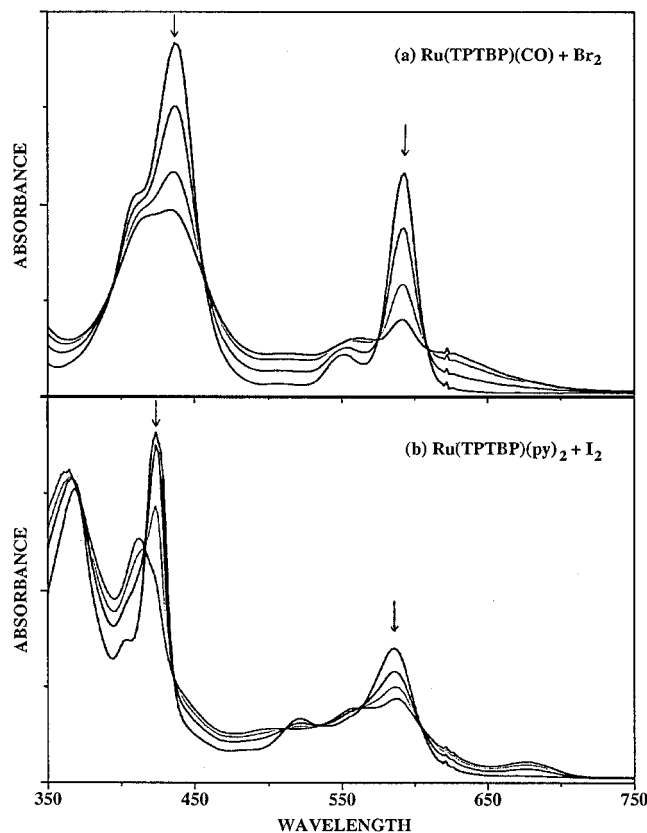 (a) Ru(TPTBP)(CO) + Br₂
ABSORBANCE
(b) Ru(TPTBP)(py)₂ + I₂
ABSORBANCE
350 450 550 650 750
WAVELENGTH